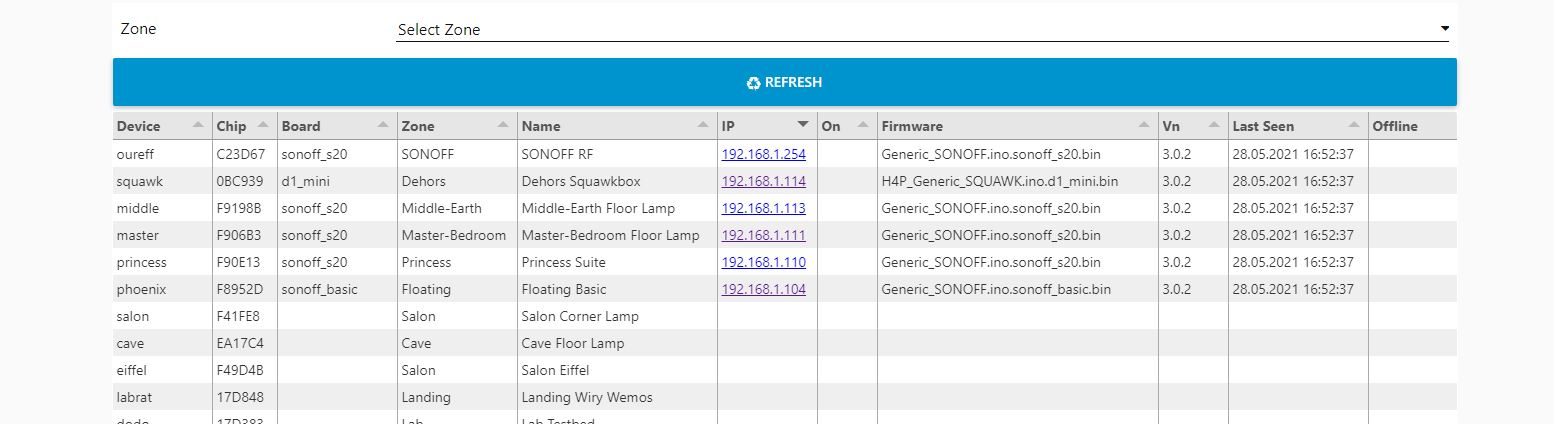 Zone Select Zone
REFRESH
Device Chip Board Zone Name IP On Firmware Vn Last Seen Offline
oureff C23D67 sonoff_s20 SONOFF SONOFF RF 192.168.1.254 Generic_SONOFF.ino.sonoff_s20.bin 3.0.2 28.05.2021 16:52:37
squawk 0BC939 d1_mini Dehors Dehors Squawkbox 192.168.1.114 H4P_Generic_SQUAWK.ino.d1_mini.bin 3.0.2 28.05.2021 16:52:37
middle F9198B sonoff_s20 Middle-Earth Middle-Earth Floor Lamp 192.168.1.113 Generic_SONOFF.ino.sonoff_s20.bin 3.0.2 28.05.2021 16:52:37
master F906B3 sonoff_s20 Master-Bedroom Master-Bedroom Floor Lamp 192.168.1.111 Generic_SONOFF.ino.sonoff_s20.bin 3.0.2 28.05.2021 16:52:37
princess F90E13 sonoff_s20 Princess Princess Suite 192.168.1.110 Generic_SONOFF.ino.sonoff_s20.bin 3.0.2 28.05.2021 16:52:37
phoenix F8952D sonoff_basic Floating Floating Basic 192.168.1.104 Generic_SONOFF.ino.sonoff_basic.bin 3.0.2 28.05.2021 16:52:37
salon F41FE8 Salon Salon Corner Lamp
cave EA17C4 Cave Cave Floor Lamp
eiffel F49D4B Salon Salon Eiffel
labrat 17D848 Landing Landing Wiry Wemos
Lab Lab Testbed